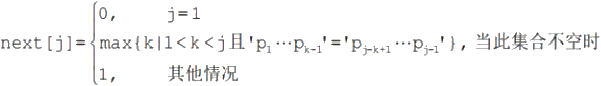 0, j=1
next[j]= max{k|1<k<j且'p₁…pₖ₋₁'='pⱼ₋ₖ₊₁…pⱼ₋₁'}, 当此集合不空时
1, 其他情况